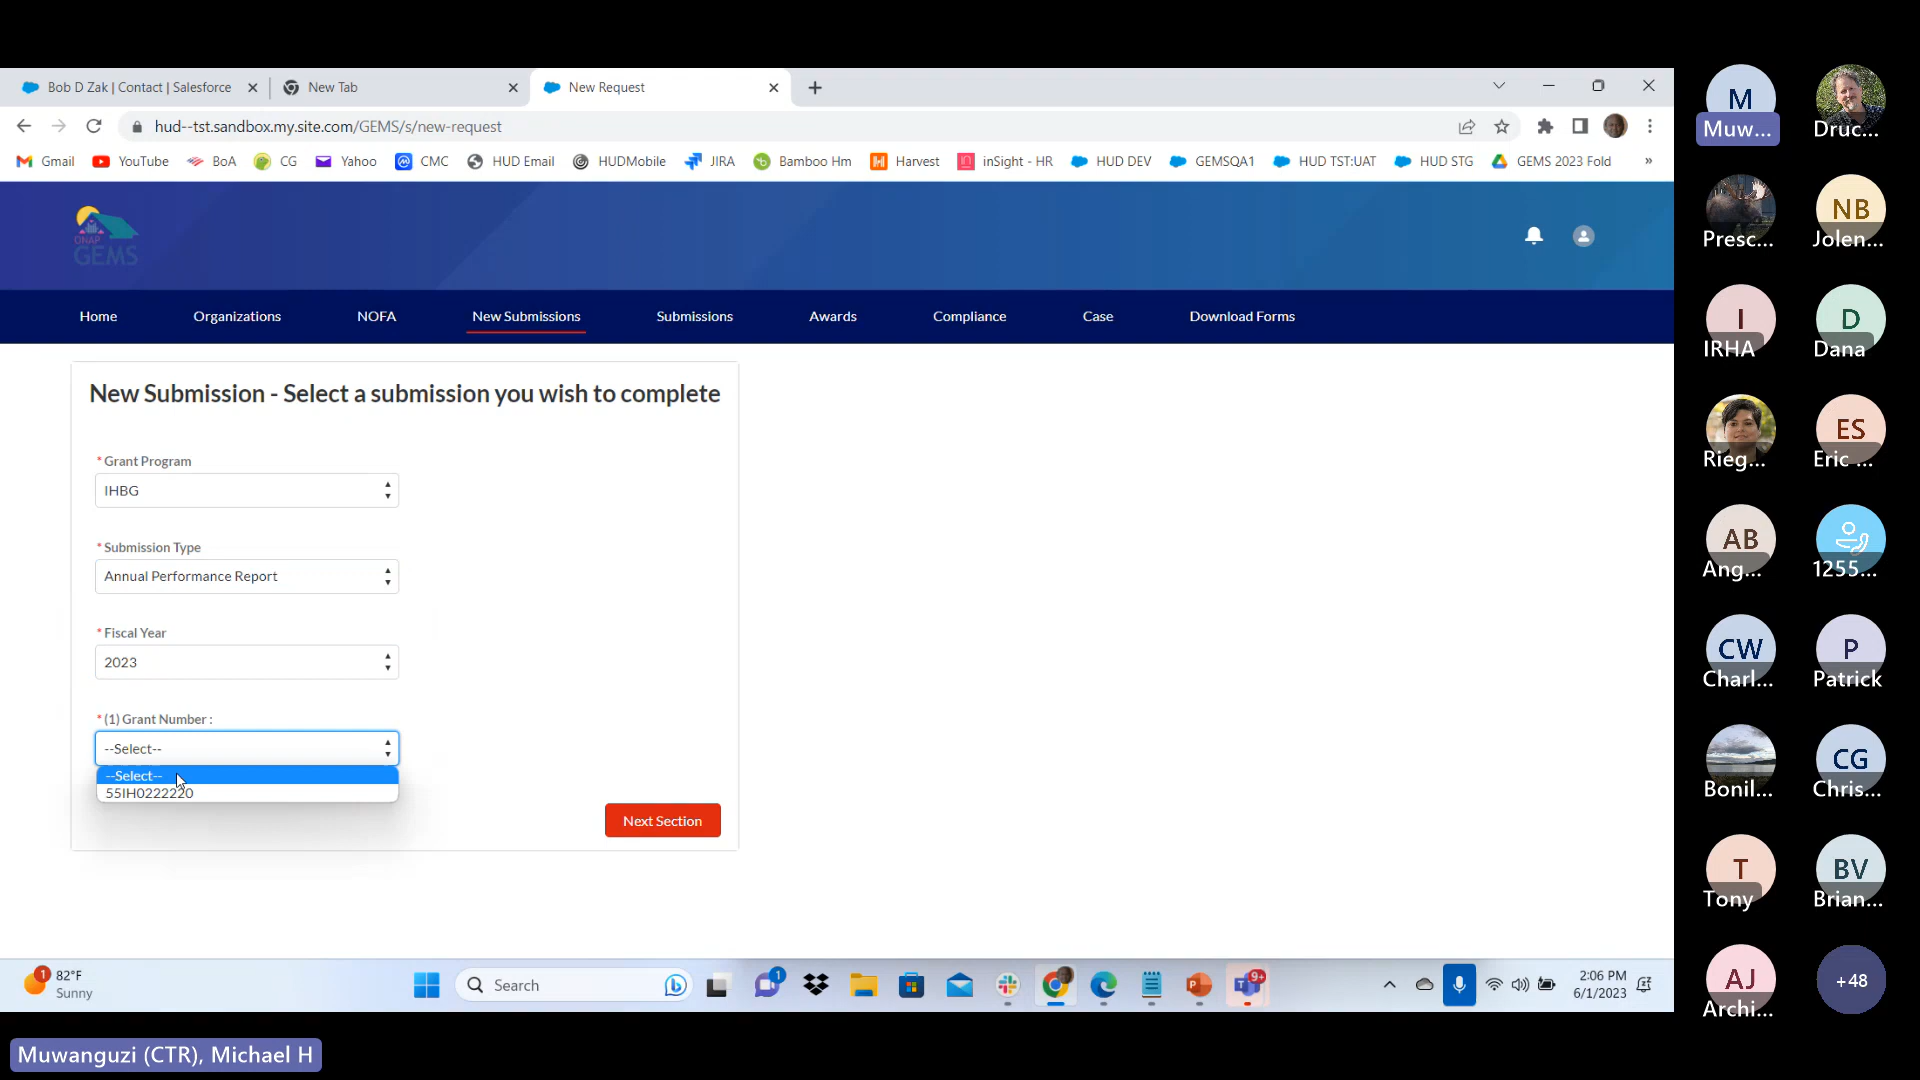 Bob D Zak | Contact | Salesforce
New Tab
New Request
hud--tst.sandbox.my.site.com/GEMS/s/new-request
Gmail YouTube BoA CG Yahoo CMC HUD Email HUDMobile JIRA Bamboo Hm Harvest inSight - HR HUD DEV GEMSQA1 HUD TST:UAT HUD STG GEMS 2023 Fold »
ONAP
GEMS
Home Organizations NOFA New Submissions Submissions Awards Compliance Case Download Forms
New Submission - Select a submission you wish to complete
*Grant Program
IHBG
*Submission Type
Annual Performance Report
*Fiscal Year
2023
*(1) Grant Number :
--Select--
--Select--
55IH0222220
Next Section
1
82°F
Sunny
Search
1
9+
2:06 PM
6/1/2023
M
Muw...
Druc...
Presc...
NB
Jolen...
I
IRHA
D
Dana
Rieg...
ES
Eric ...
AB
Ang...
1255...
CW
Charl...
P
Patrick
Bonil...
CG
Chris...
T
Tony
BV
Brian...
AJ
Archi...
+48
Muwanguzi (CTR), Michael H